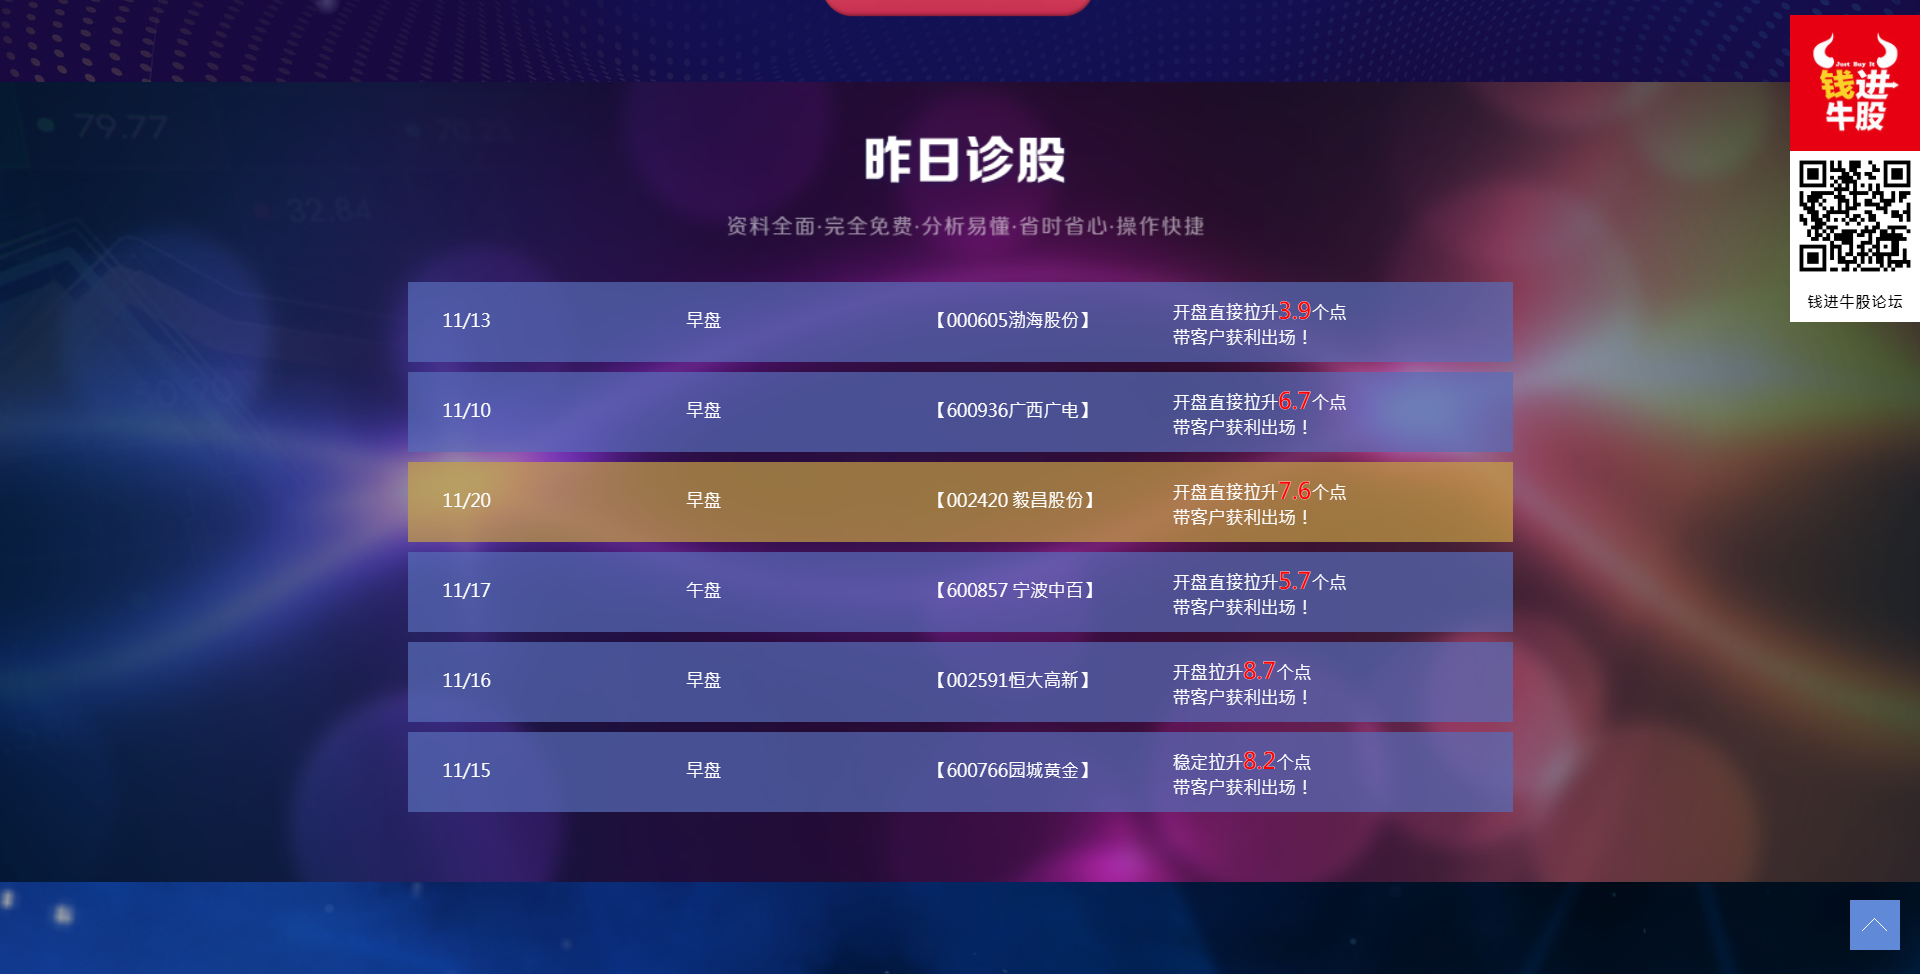 79.77
32.84
昨日诊股
资料全面·完全免费·分析易懂·省时省心·操作快捷
11/13 早盘 【000605渤海股份】 开盘直接拉升3.9个点
带客户获利出场！
11/10 早盘 【600936广西广电】 开盘直接拉升6.7个点
带客户获利出场！
11/20 早盘 【002420 毅昌股份】 开盘直接拉升7.6个点
带客户获利出场！
11/17 午盘 【600857 宁波中百】 开盘直接拉升5.7个点
带客户获利出场！
11/16 早盘 【002591恒大高新】 开盘拉升8.7个点
带客户获利出场！
11/15 早盘 【600766园城黄金】 稳定拉升8.2个点
带客户获利出场！
Just Buy It
钱进
牛股
钱进牛股论坛